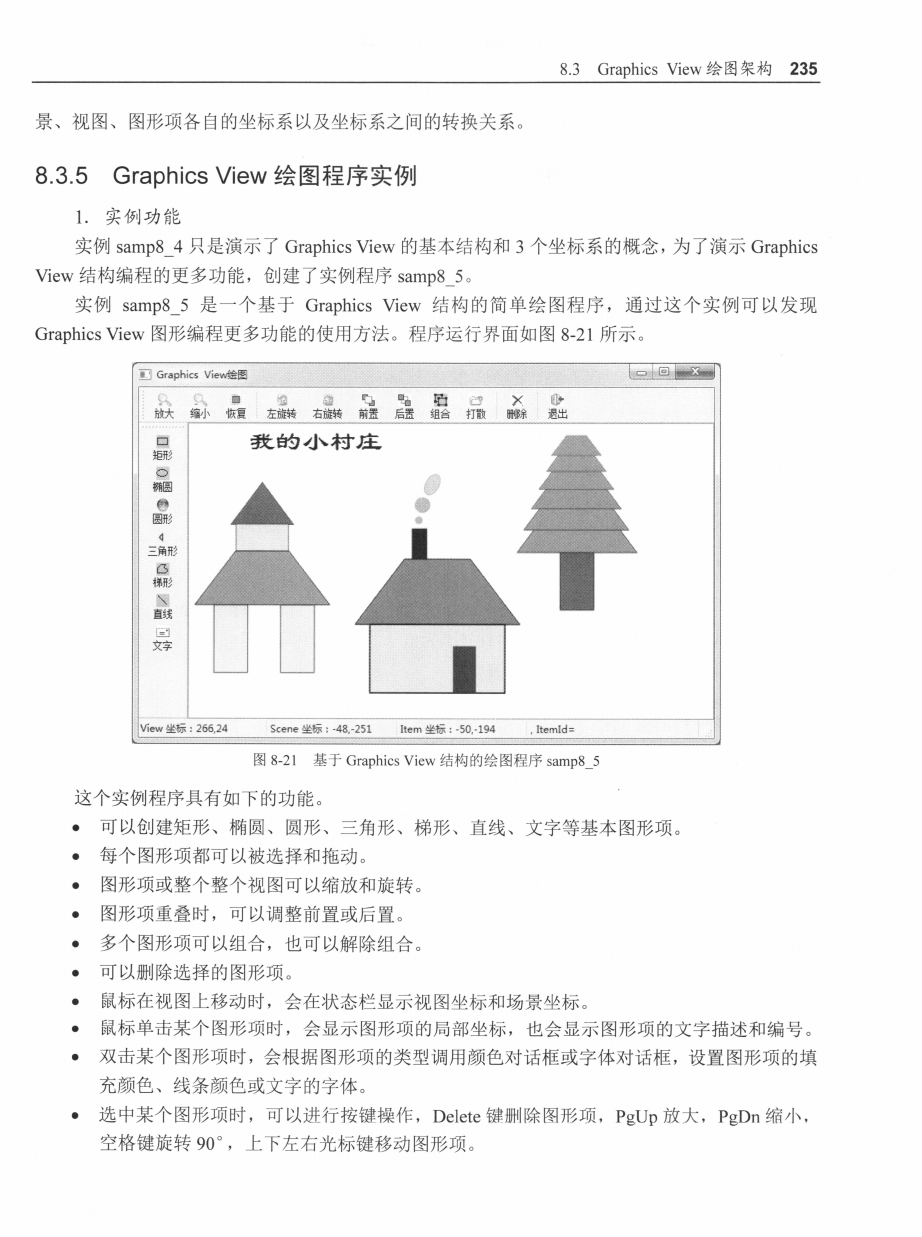 8.3 Graphics View 绘图架构 235
景、视图、图形项各自的坐标系以及坐标系之间的转换关系。
8.3.5 Graphics View 绘图程序实例
1. 实例功能
实例 samp8_4 只是演示了 Graphics View 的基本结构和 3 个坐标系的概念，为了演示 Graphics
View 结构编程的更多功能，创建了实例程序 samp8_5。
实例 samp8_5 是一个基于 Graphics View 结构的简单绘图程序，通过这个实例可以发现
Graphics View 图形编程更多功能的使用方法。程序运行界面如图 8-21 所示。
Graphics View绘图
放大 缩小 恢复 左旋转 右旋转 前置 后置 组合 打散 删除 退出
我的小村庄
矩形
椭圆
圆形
三角形
梯形
直线
文字
View 坐标：266,24 Scene 坐标：-48,-251 Item 坐标：-50,-194 , ItemId=
图 8-21 基于 Graphics View 结构的绘图程序 samp8_5
这个实例程序具有如下的功能。
● 可以创建矩形、椭圆、圆形、三角形、梯形、直线、文字等基本图形项。
● 每个图形项都可以被选择和拖动。
● 图形项或整个整个视图可以缩放和旋转。
● 图形项重叠时，可以调整前置或后置。
● 多个图形项可以组合，也可以解除组合。
● 可以删除选择的图形项。
● 鼠标在视图上移动时，会在状态栏显示视图坐标和场景坐标。
● 鼠标单击某个图形项时，会显示图形项的局部坐标，也会显示图形项的文字描述和编号。
● 双击某个图形项时，会根据图形项的类型调用颜色对话框或字体对话框，设置图形项的填
充颜色、线条颜色或文字的字体。
● 选中某个图形项时，可以进行按键操作，Delete 键删除图形项，PgUp 放大，PgDn 缩小，
空格键旋转 90°，上下左右光标键移动图形项。